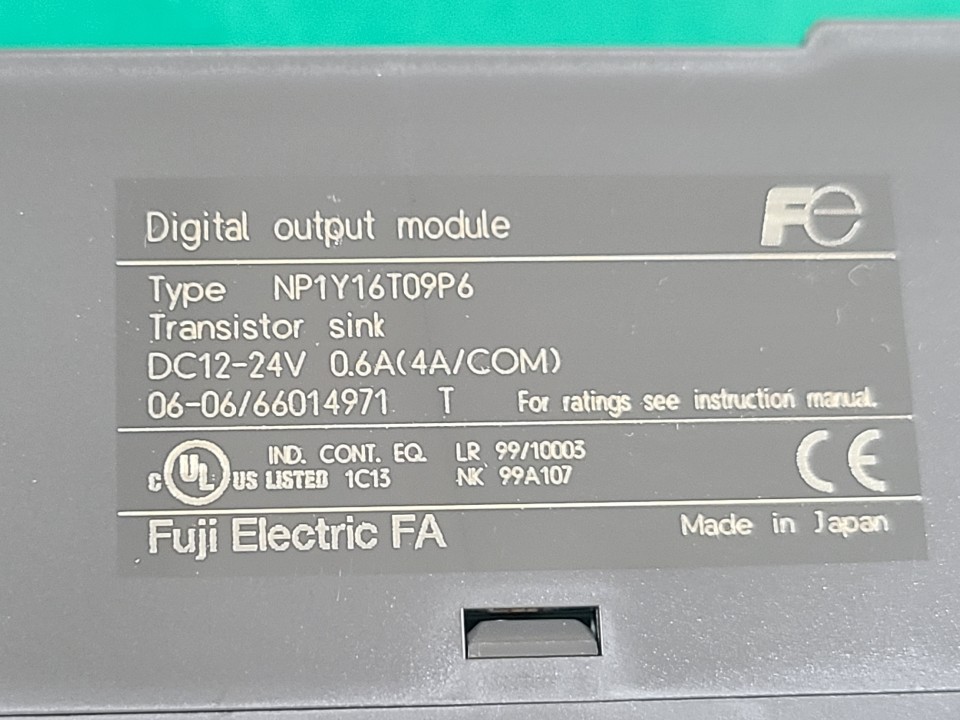 Digital output module Fe
Type NP1Y16T09P6
Transistor sink
DC12-24V 0.6A(4A/COM)
06-06/66014971 T For ratings see instruction manual.
c UL US IND. CONT. EQ. LR 99/10003
LISTED 1C13 NK 99A107
CE
Fuji Electric FA Made in Japan